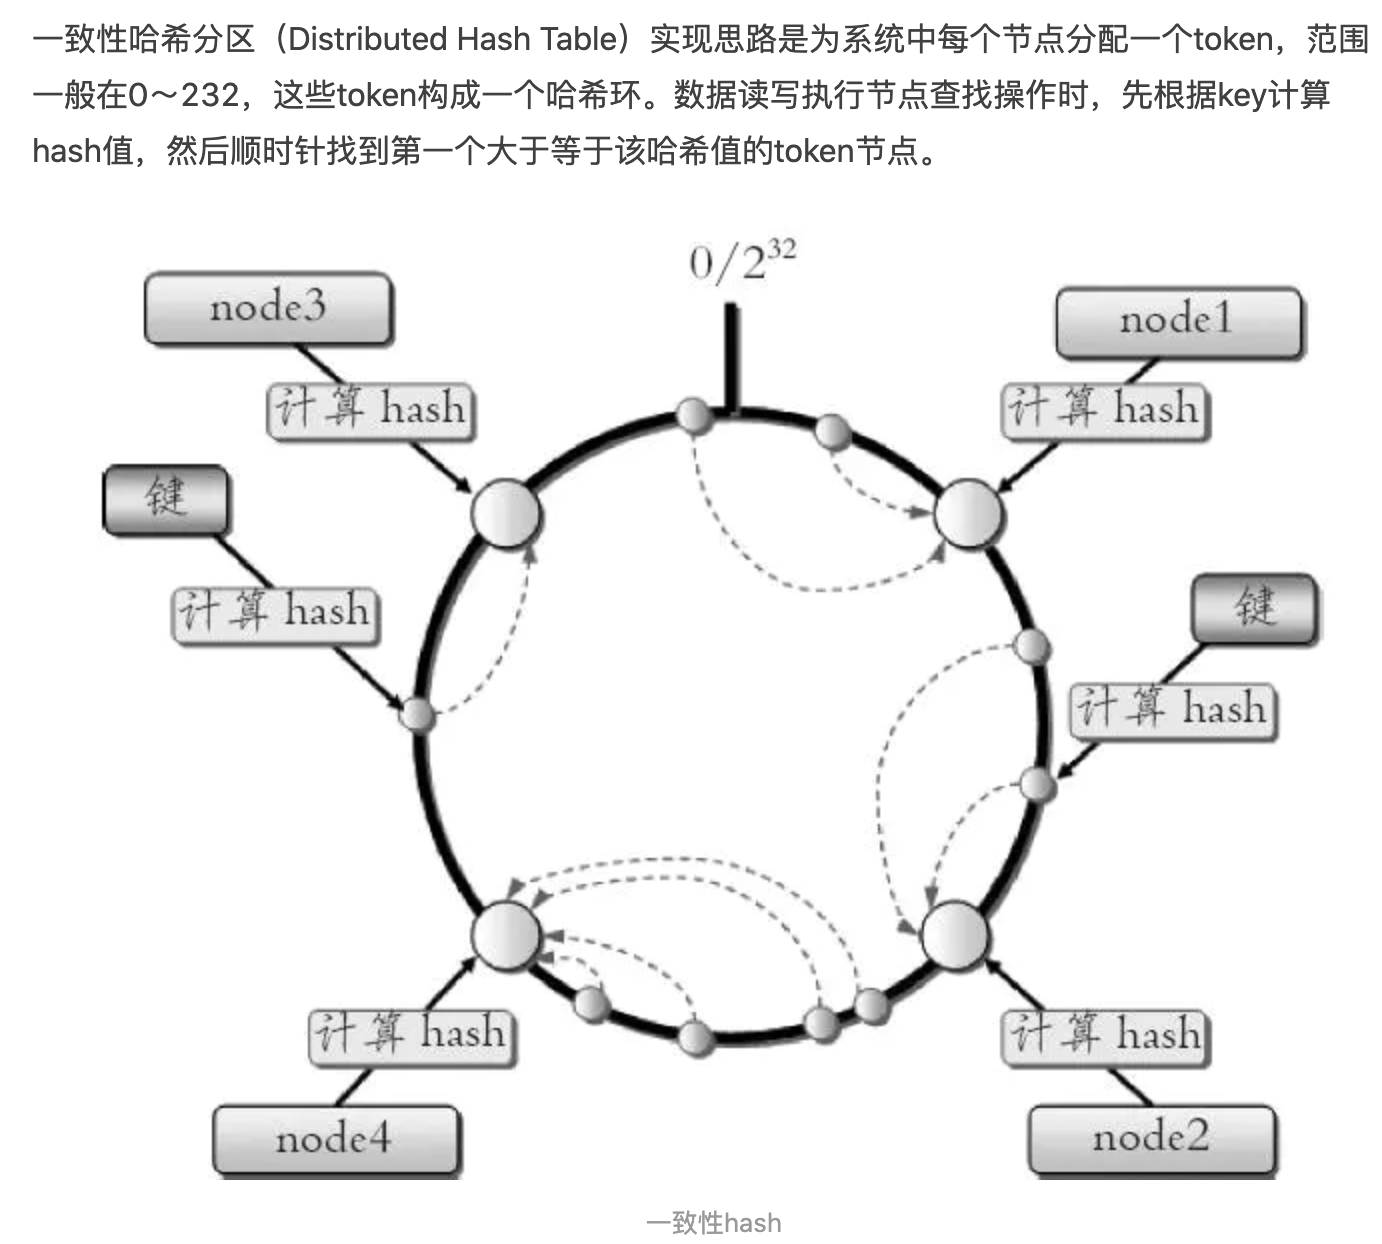 一致性哈希分区（Distributed Hash Table）实现思路是为系统中每个节点分配一个token，范围
一般在0～232，这些token构成一个哈希环。数据读写执行节点查找操作时，先根据key计算
hash值，然后顺时针找到第一个大于等于该哈希值的token节点。
0/2³²
node3
node1
计算 hash
计算 hash
键
键
计算 hash
计算 hash
计算 hash
计算 hash
node4
node2
一致性hash